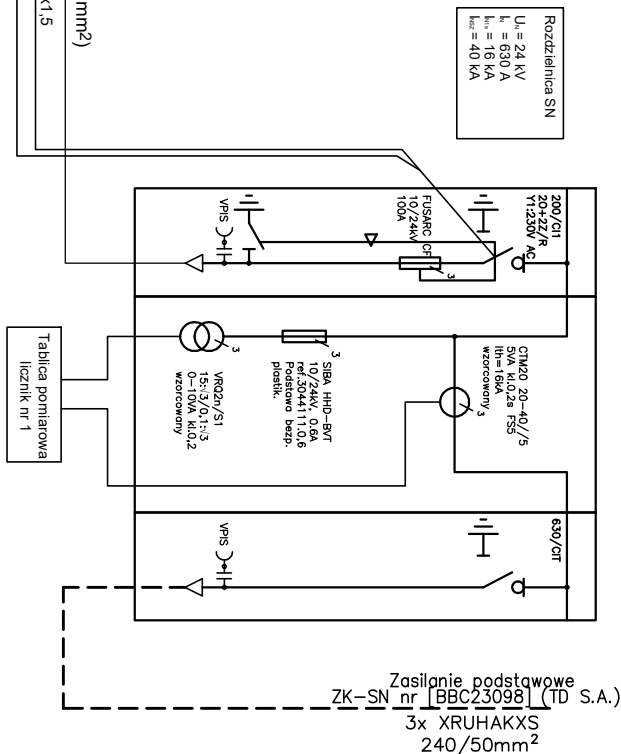 mm²)
x1,5
Rozdzielnica SN
Uₙ = 24 kV
Iₙ = 630 A
= 16 kA
= 40 kA
200/CI1
20+2Z/R
Y1:230V AC
FUSARC CF
10/24kV
100A
3
VPIS
CTM20 20-40//5
5VA kl.0,2s FS5
Ith=16kA
wzorcowany
3
3
SIBA HHD-BVT
10/24kV, 0.6A
ref.3044111.0,6
Podstawa bezp.
plastik.
3
VRQ2n/S1
15:√3/0,1:√3
0-10VA kl.0,2
wzorcowany
Tablica pomiarowa
licznik nr 1
630/CIT
VPIS
Zasilanie podstawowe
ZK-SN nr [BBC23098] (TD S.A.)
3x XRUHAKXS
240/50mm²